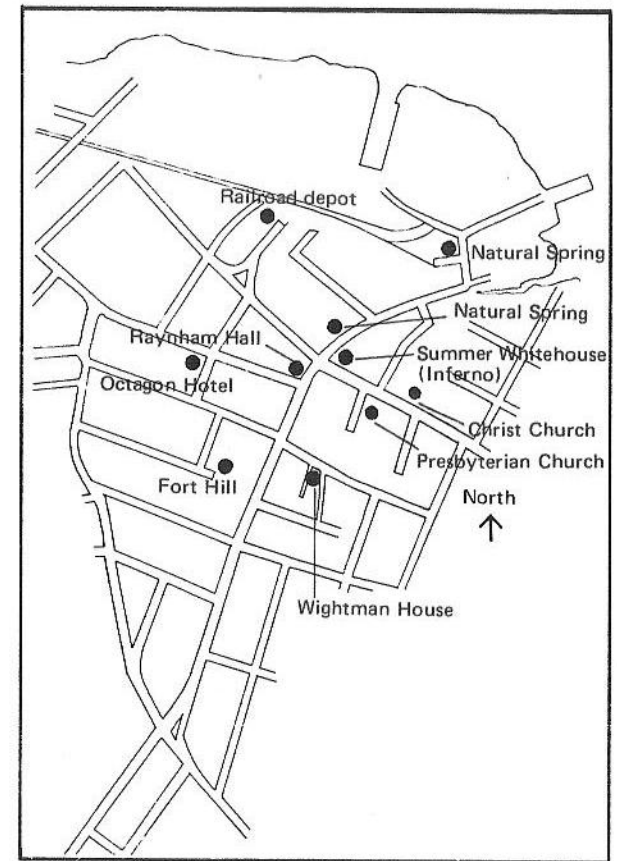 Railroad depot
Natural Spring
Natural Spring
Raynham Hall
Summer Whitehouse
(Inferno)
Octagon Hotel
Christ Church
Presbyterian Church
Fort Hill
North
Wightman House